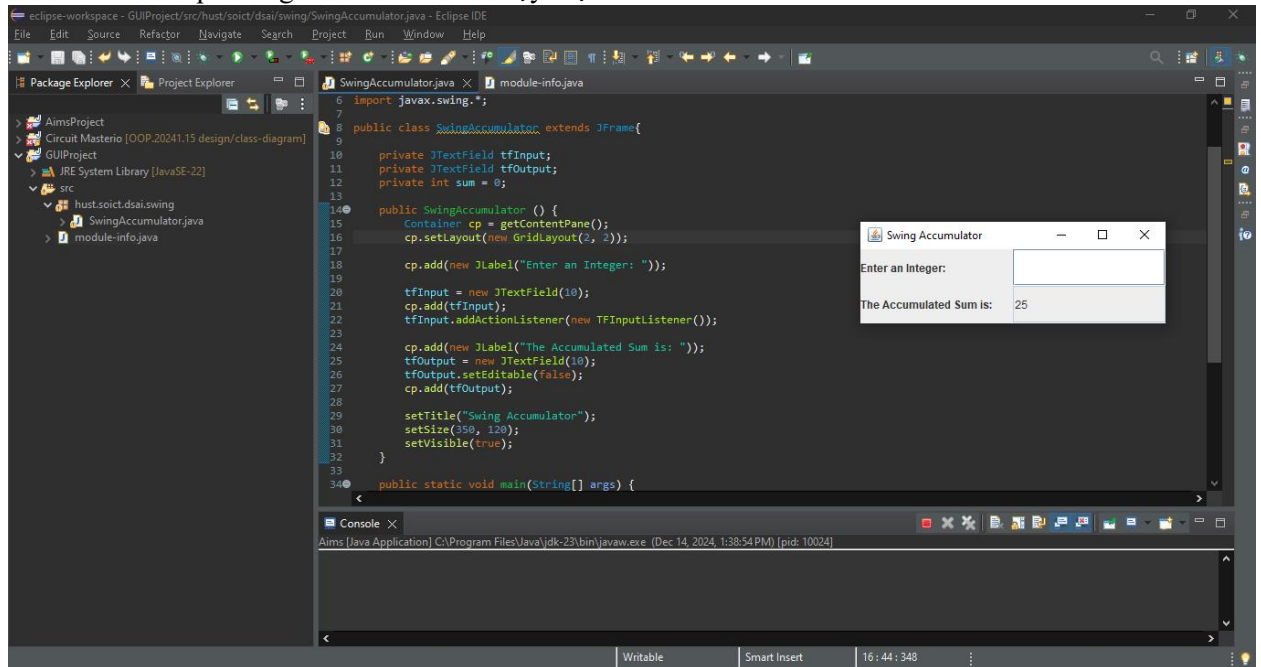 eclipse-workspace - GUIProject/src/hust/soict/dsai/swing/SwingAccumulator.java - Eclipse IDE
File Edit Source Refactor Navigate Search Project Run Window Help
Package Explorer Project Explorer
AimsProject
Circuit Masterio [OOP.20241.15 design/class-diagram]
GUIProject
JRE System Library [JavaSE-22]
src
hust.soict.dsai.swing
SwingAccumulator.java
module-info.java
SwingAccumulator.java module-info.java
6 import javax.swing.*;
7
8 public class SwingAccumulator extends JFrame{
9
10 private JTextField tfInput;
11 private JTextField tfOutput;
12 private int sum = 0;
13
14 public SwingAccumulator () {
15 Container cp = getContentPane();
16 cp.setLayout(new GridLayout(2, 2));
17
18 cp.add(new JLabel("Enter an Integer: "));
19
20 tfInput = new JTextField(10);
21 cp.add(tfInput);
22 tfInput.addActionListener(new TFInputListener());
23
24 cp.add(new JLabel("The Accumulated Sum is: "));
25 tfOutput = new JTextField(10);
26 tfOutput.setEditable(false);
27 cp.add(tfOutput);
28
29 setTitle("Swing Accumulator");
30 setSize(350, 120);
31 setVisible(true);
32 }
33
34 public static void main(String[] args) {
Swing Accumulator
Enter an Integer:
The Accumulated Sum is: 25
Console
Aims [Java Application] C:\Program Files\Java\jdk-23\bin\javaw.exe (Dec 14, 2024, 1:38:54 PM) [pid: 10024]
Writable Smart Insert 16 : 44 : 348